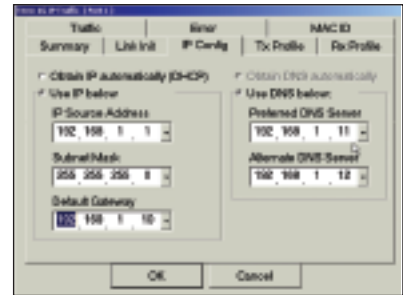 Traffic Error MAC ID
Summary Link Init IP Config Tx Profile Rx Profile
Obtain IP automatically (DHCP)
Obtain DNS automatically
Use IP below
Use DNS below:
IP Source Address
Preferred DNS Server
192 . 168 . 1 . 1
192 . 168 . 1 . 11
Subnet Mask
Alternate DNS Server
255 . 255 . 255 . 0
192 . 168 . 1 . 12
Default Gateway
192 . 168 . 1 . 10
OK Cancel